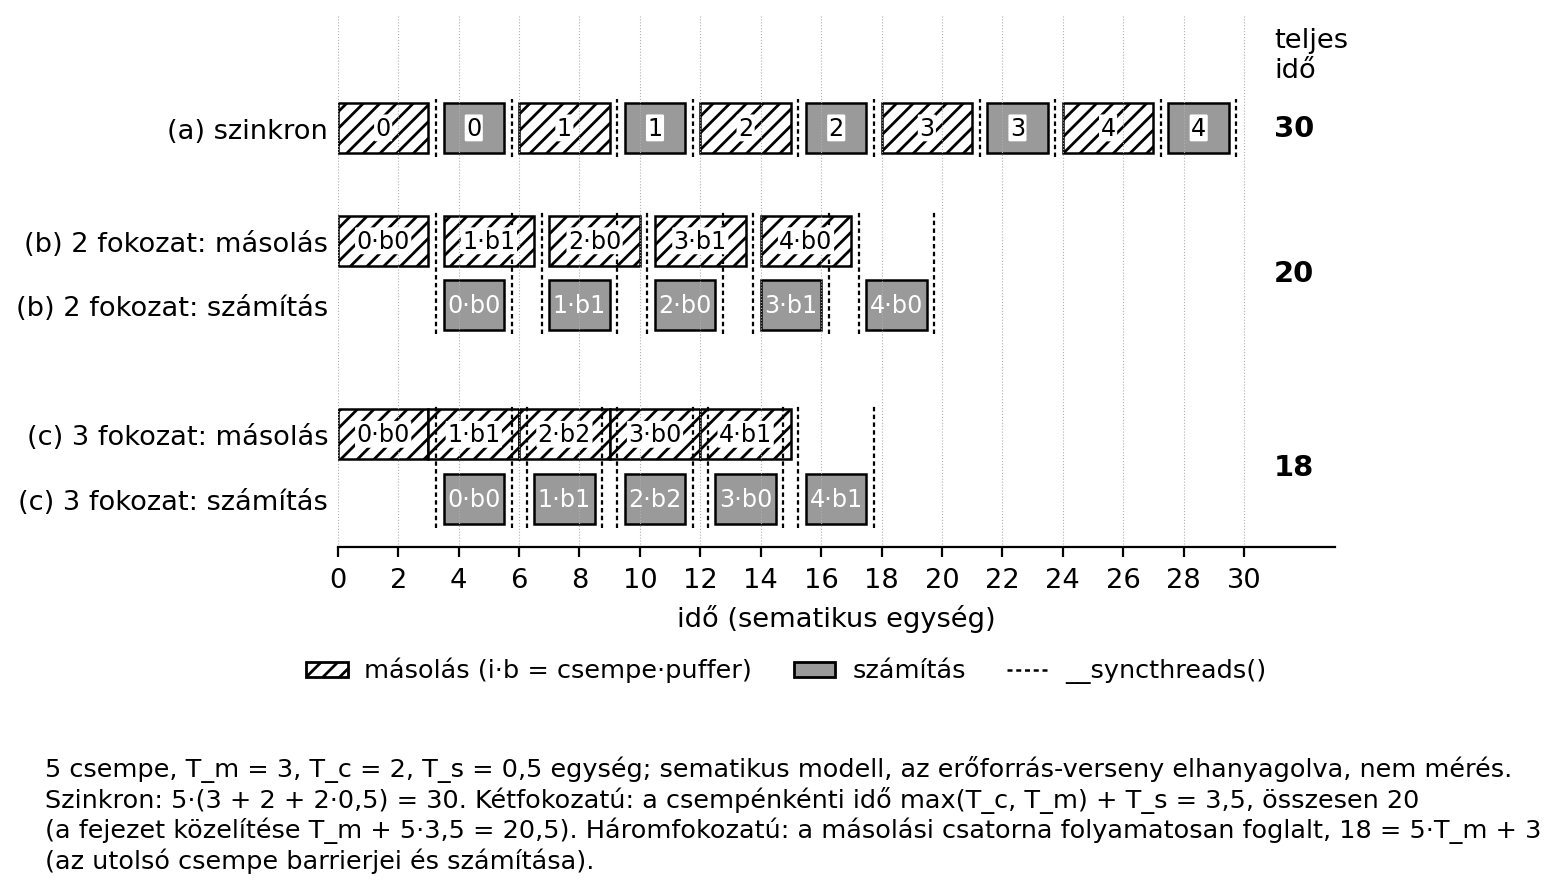 teljes
idő
(a) szinkron 0 0 1 1 2 2 3 3 4 4 30
(b) 2 fokozat: másolás 0·b0 1·b1 2·b0 3·b1 4·b0
20
(b) 2 fokozat: számítás 0·b0 1·b1 2·b0 3·b1 4·b0
(c) 3 fokozat: másolás 0·b0 1·b1 2·b2 3·b0 4·b1
18
(c) 3 fokozat: számítás 0·b0 1·b1 2·b2 3·b0 4·b1
0 2 4 6 8 10 12 14 16 18 20 22 24 26 28 30
idő (sematikus egység)
másolás (i·b = csempe·puffer) számítás __syncthreads()
5 csempe, T_m = 3, T_c = 2, T_s = 0,5 egység; sematikus modell, az erőforrás-verseny elhanyagolva, nem mérés.
Szinkron: 5·(3 + 2 + 2·0,5) = 30. Kétfokozatú: a csempénkénti idő max(T_c, T_m) + T_s = 3,5, összesen 20
(a fejezet közelítése T_m + 5·3,5 = 20,5). Háromfokozatú: a másolási csatorna folyamatosan foglalt, 18 = 5·T_m + 3
(az utolsó csempe barrierjei és számítása).